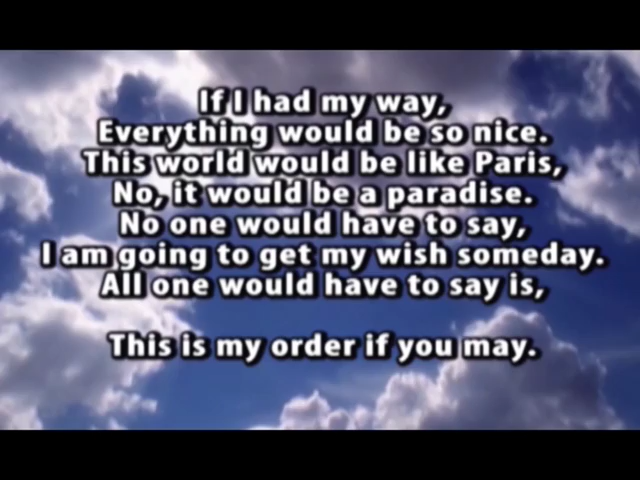 If I had my way,
Everything would be so nice.
This world would be like Paris,
No, it would be a paradise.
No one would have to say,
I am going to get my wish someday.
All one would have to say is,
This is my order if you may.